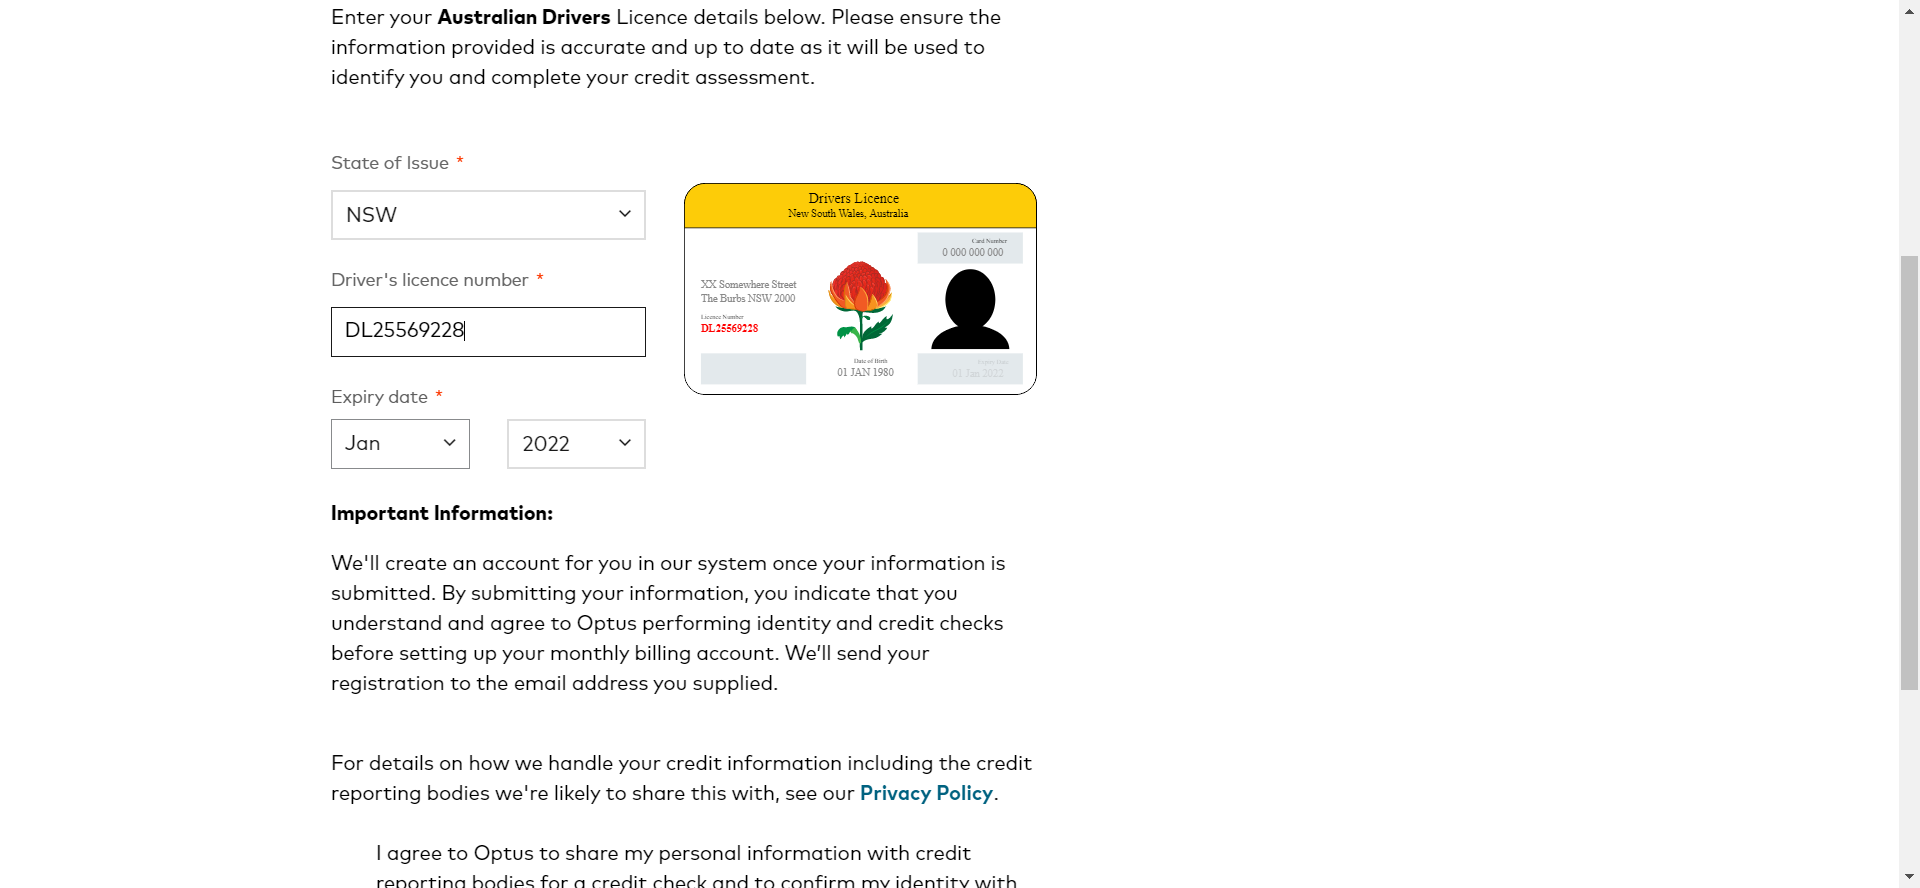 Enter your Australian Drivers Licence details below. Please ensure the
information provided is accurate and up to date as it will be used to
identify you and complete your credit assessment.
State of Issue *
NSW
Driver's licence number *
DL25569228
Expiry date *
Jan
2022
Drivers Licence
New South Wales, Australia
Card Number
0 000 000 000
XX Somewhere Street
The Burbs NSW 2000
Licence Number
DL25569228
Date of Birth
01 JAN 1980
Expiry Date
01 Jan 2022
Important Information:
We'll create an account for you in our system once your information is
submitted. By submitting your information, you indicate that you
understand and agree to Optus performing identity and credit checks
before setting up your monthly billing account. We’ll send your
registration to the email address you supplied.
For details on how we handle your credit information including the credit
reporting bodies we're likely to share this with, see our Privacy Policy.
I agree to Optus to share my personal information with credit
reporting bodies for a credit check and to confirm my identity with